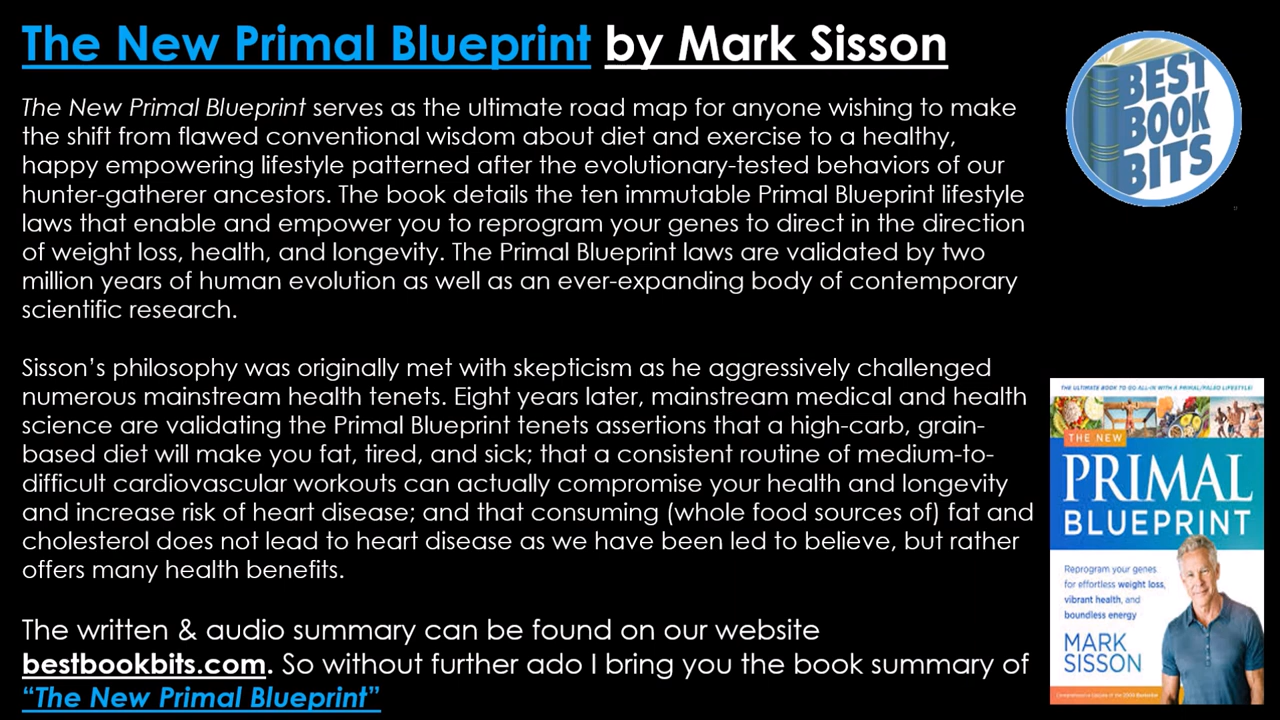 The New Primal Blueprint by Mark Sisson
The New Primal Blueprint serves as the ultimate road map for anyone wishing to make
the shift from flawed conventional wisdom about diet and exercise to a healthy,
happy empowering lifestyle patterned after the evolutionary-tested behaviors of our
hunter-gatherer ancestors. The book details the ten immutable Primal Blueprint lifestyle
laws that enable and empower you to reprogram your genes to direct in the direction
of weight loss, health, and longevity. The Primal Blueprint laws are validated by two
million years of human evolution as well as an ever-expanding body of contemporary
scientific research.
Sisson's philosophy was originally met with skepticism as he aggressively challenged
numerous mainstream health tenets. Eight years later, mainstream medical and health
science are validating the Primal Blueprint tenets assertions that a high-carb, grain-
based diet will make you fat, tired, and sick; that a consistent routine of medium-to-
difficult cardiovascular workouts can actually compromise your health and longevity
and increase risk of heart disease; and that consuming (whole food sources of) fat and
cholesterol does not lead to heart disease as we have been led to believe, but rather
offers many health benefits.
The written & audio summary can be found on our website
bestbookbits.com. So without further ado I bring you the book summary of
“The New Primal Blueprint”
BEST
BOOK
BITS
THE ULTIMATE BOOK TO GO ALL-IN WITH A PRIMAL/PALEO LIFESTYLE!
THE NEW
PRIMAL
BLUEPRINT
Reprogram your genes
for effortless weight loss,
vibrant health, and
boundless energy
MARK
SISSON